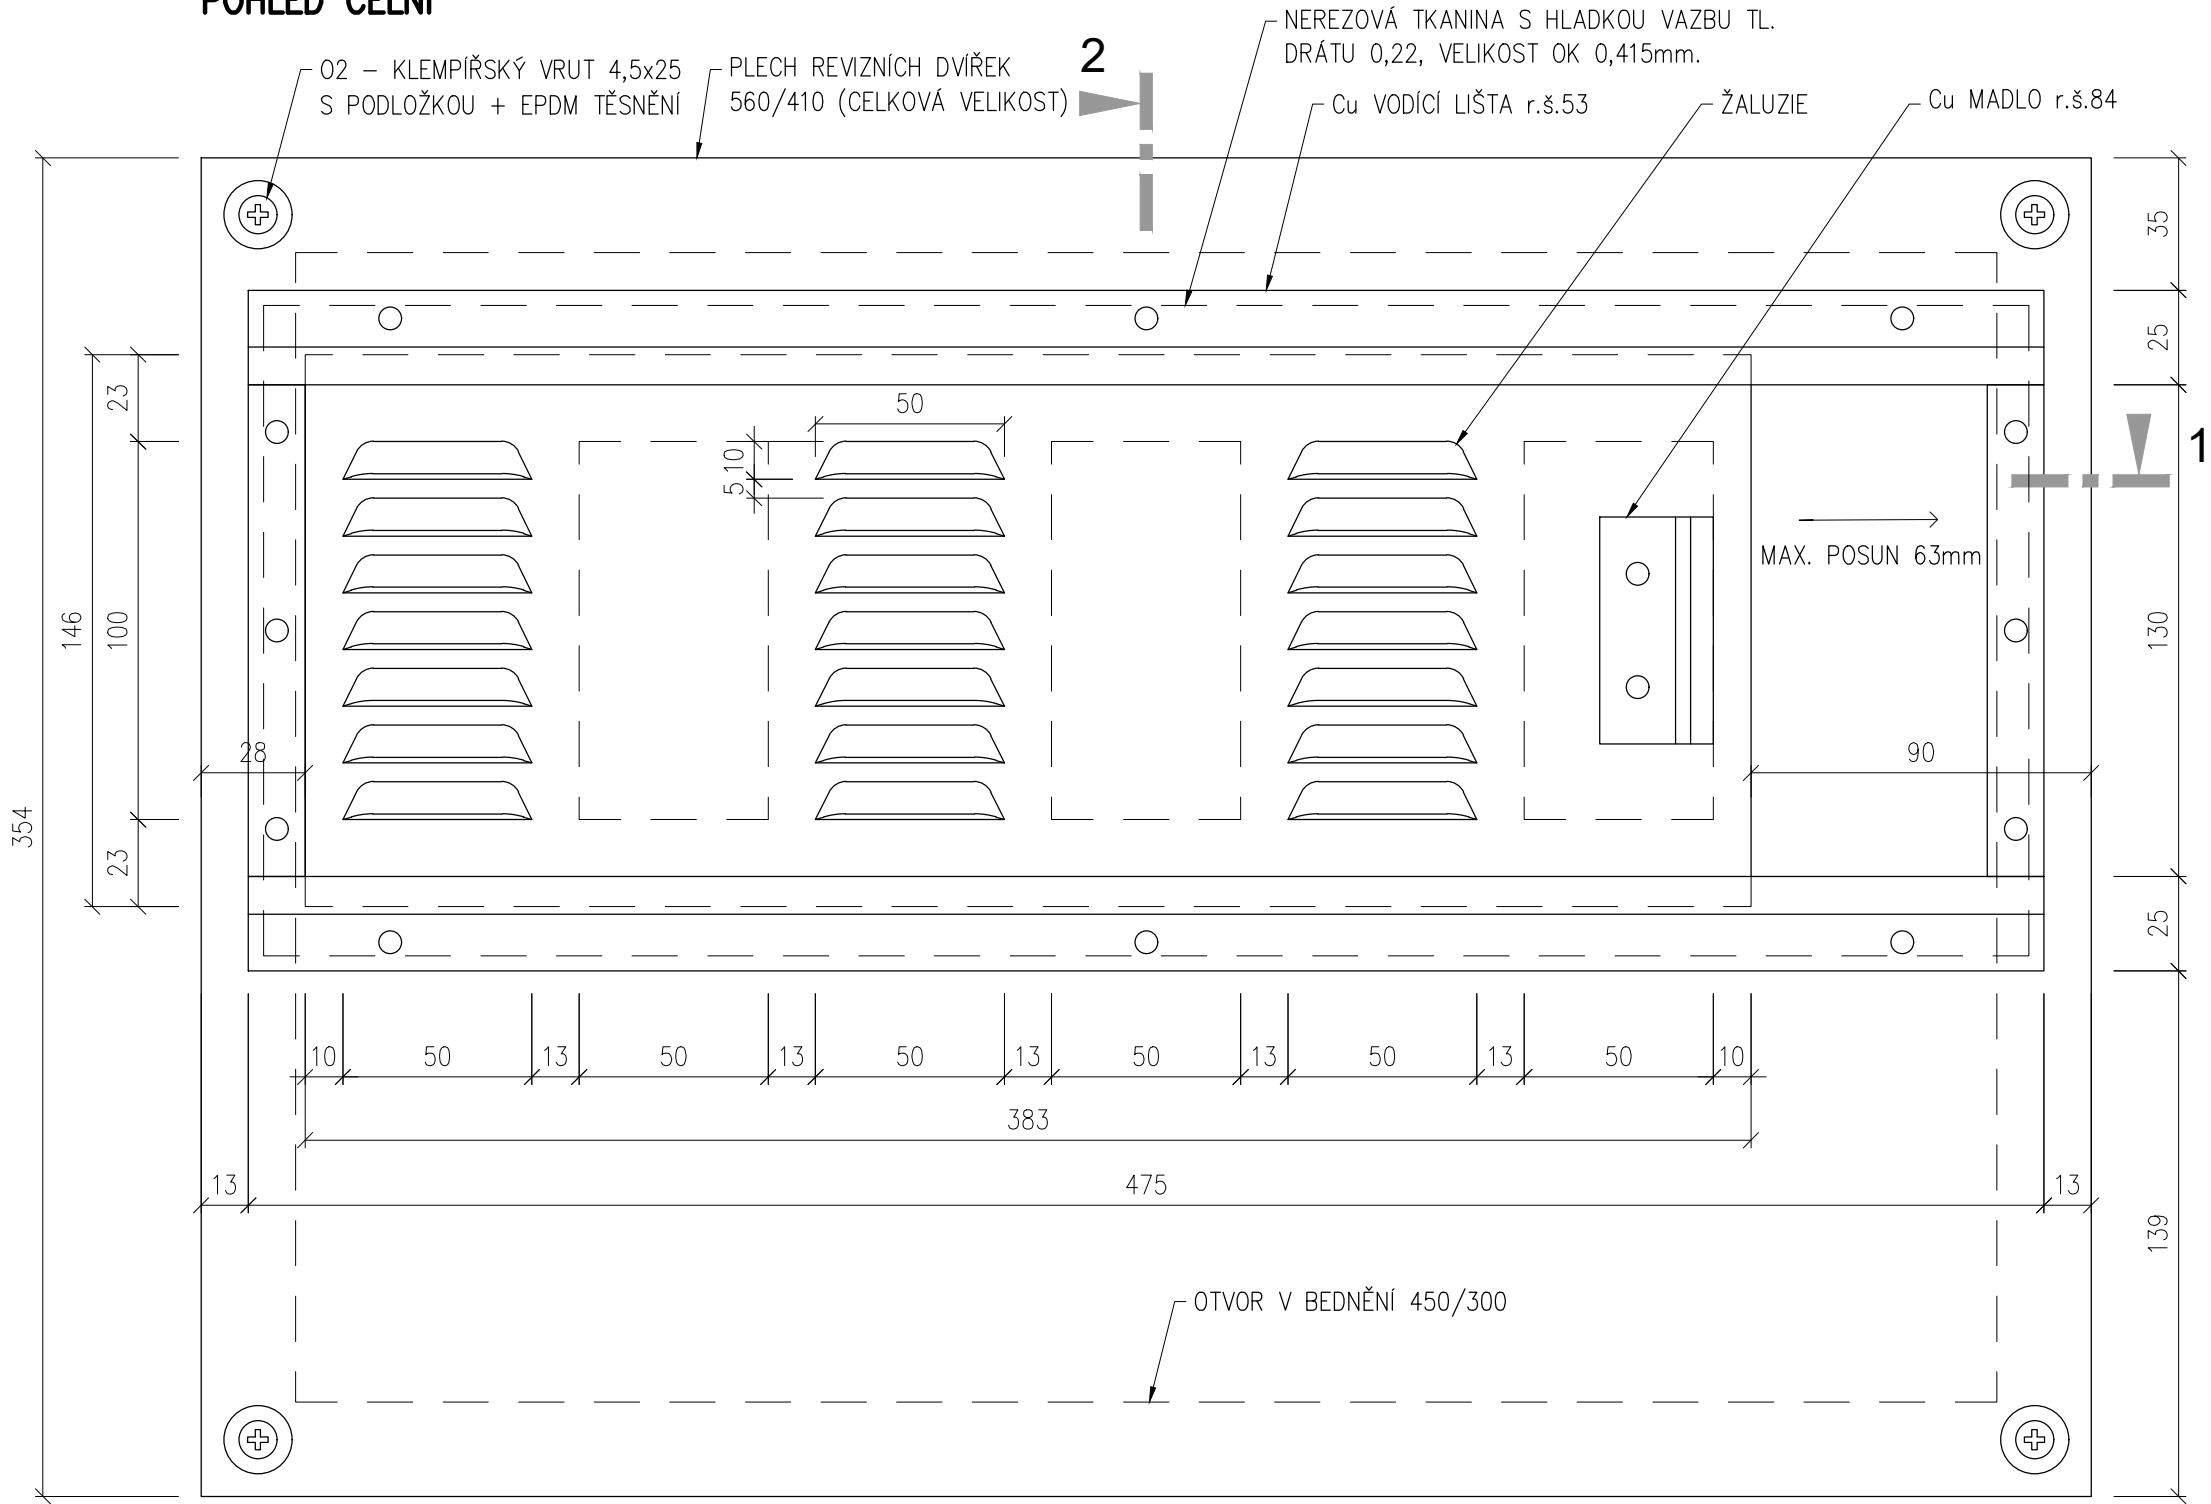 POHLED ČELNÍ
NEREZOVÁ TKANINA S HLADKOU VAZBU TL.
DRÁTU 0,22, VELIKOST OK 0,415mm.
O2 – KLEMPÍŘSKÝ VRUT 4,5x25
S PODLOŽKOU + EPDM TĚSNĚNÍ
PLECH REVIZNÍCH DVÍŘEK
560/410 (CELKOVÁ VELIKOST)
2
Cu VODÍCÍ LIŠTA r.š.53
ŽALUZIE
Cu MADLO r.š.84
35
25
23
50
10
5
1
MAX. POSUN 63mm
146
100
130
28
90
354
23
25
10 50 13 50 13 50 13 50 13 50 13 50 10
383
13 475 13
139
OTVOR V BEDNĚNÍ 450/300